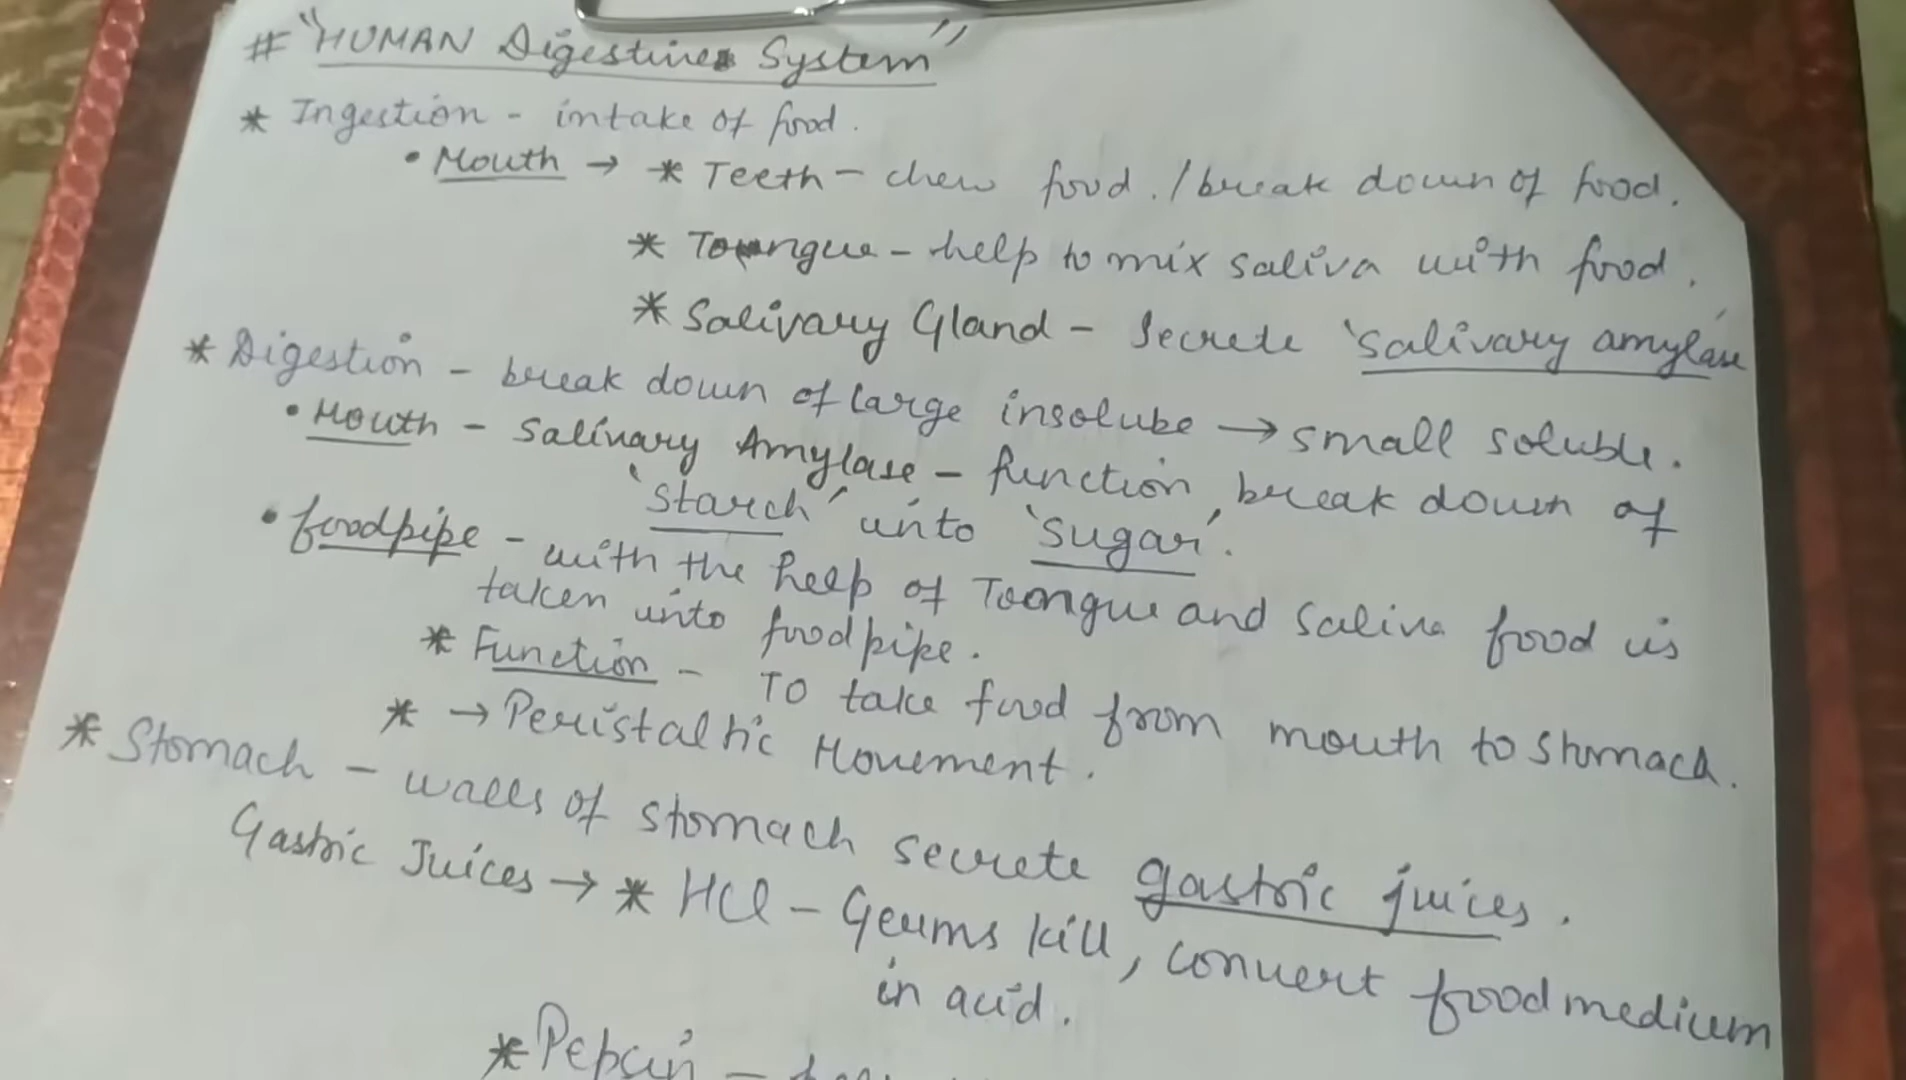 # "HUMAN Digestive System"
* Ingestion - intake of food.
• Mouth → * Teeth - chew food. / break down of food.
* Toungue - help to mix saliva with food.
* Salivary Gland - Secrete 'salivary amylase'
* Digestion - break down of large insolube → small soluble.
• Mouth - Salivary Amylase - function, break down of
'starch' into 'sugar'.
• foodpipe - with the help of Toongue and saliva food is
taken into foodpipe.
* Function - To take food from mouth to stomach.
* → Peristaltic Movement.
* Stomach - walls of stomach secrete gastric juices.
Gastric Juices → * HCl - Germs kill, convert food medium
in acid.
* Pepsin -